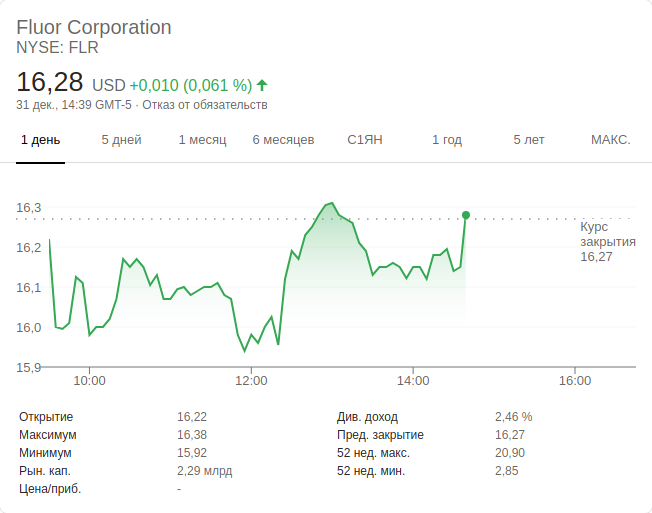 Fluor Corporation
NYSE: FLR
16,28 USD +0,010 (0,061 %)
31 дек., 14:39 GMT-5 · Отказ от обязательств
1 день 5 дней 1 месяц 6 месяцев С1ЯН 1 год 5 лет МАКС.
16,3
16,2
16,1
16,0
15,9
Курс
закрытия
16,27
10:00 12:00 14:00 16:00
Открытие 16,22 Див. доход 2,46 %
Максимум 16,38 Пред. закрытие 16,27
Минимум 15,92 52 нед. макс. 20,90
Рын. кап. 2,29 млрд 52 нед. мин. 2,85
Цена/приб. -